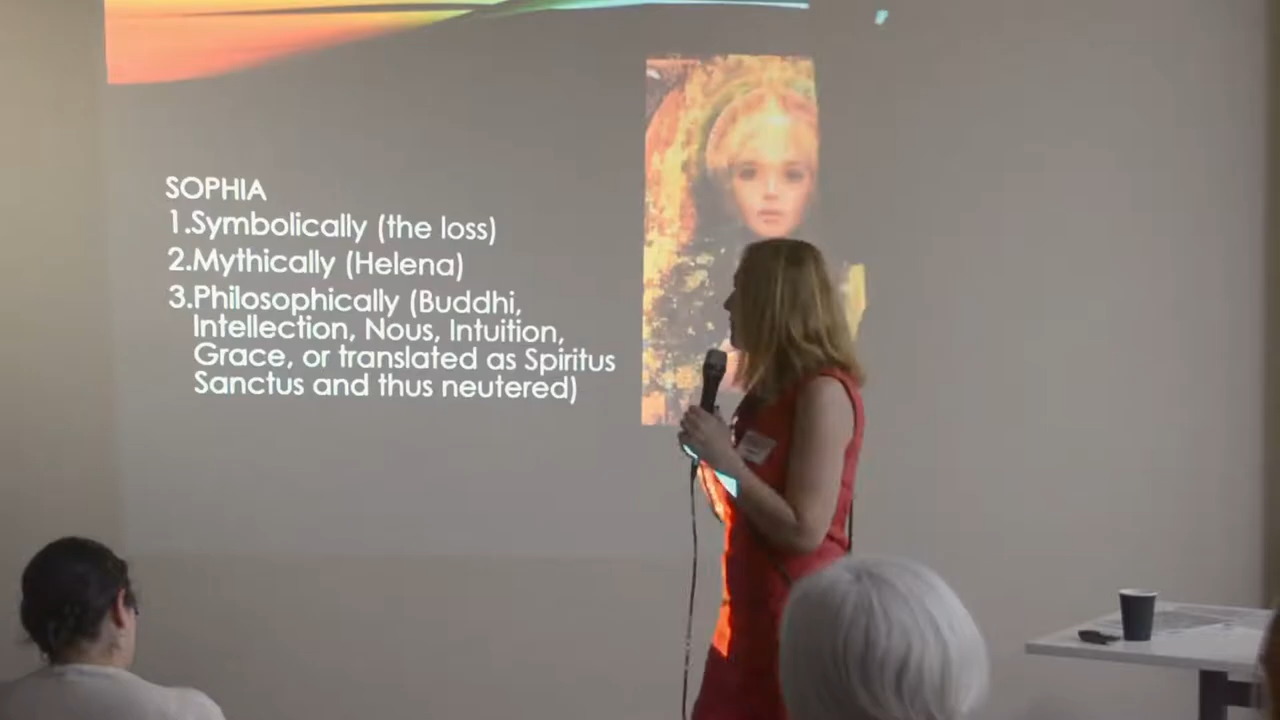 SOPHIA
1.Symbolically (the loss)
2.Mythically (Helena)
3.Philosophically (Buddhi,
Intellection, Nous, Intuition,
Grace, or translated as Spiritus
Sanctus and thus neutered)